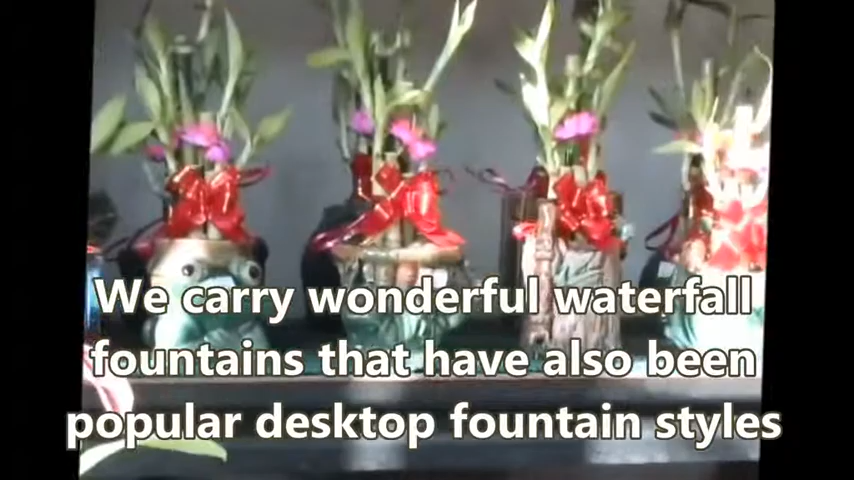 We carry wonderful waterfall
fountains that have also been
popular desktop fountain styles